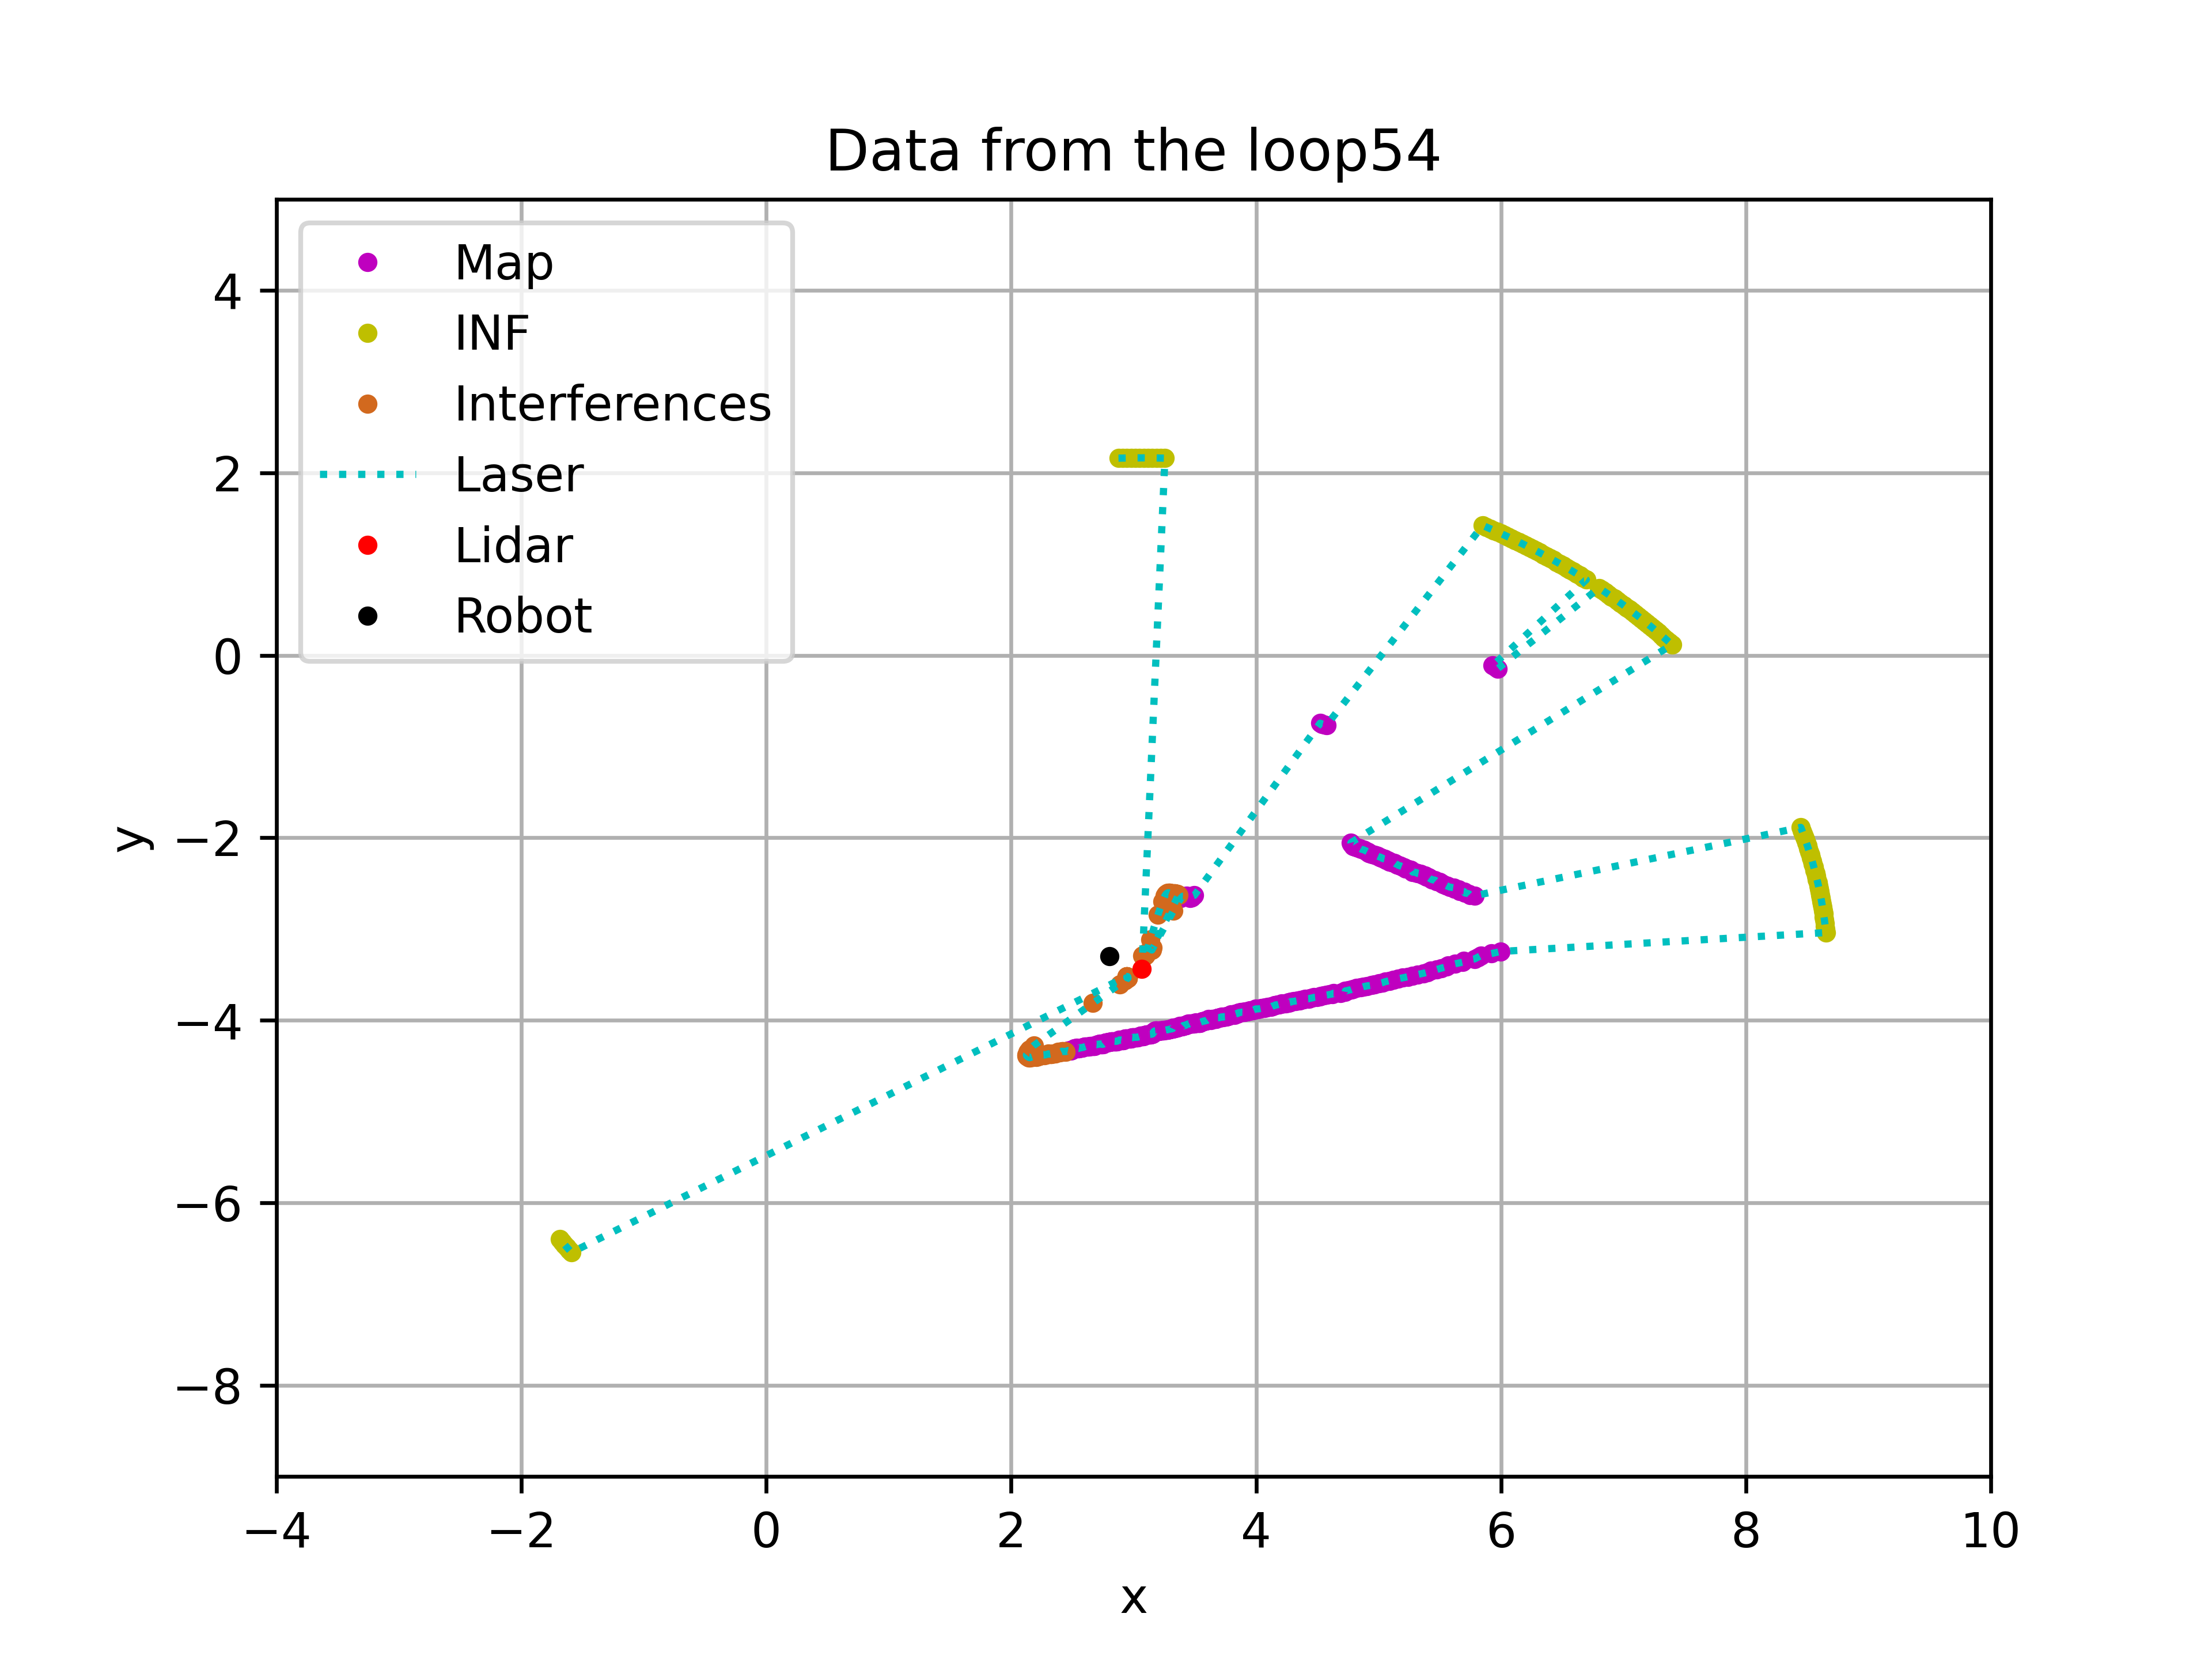 Data from the loop54
Map
INF
Interferences
Laser
Lidar
Robot
4
2
0
−2
−4
−6
−8
y
−4 −2 0 2 4 6 8 10
x